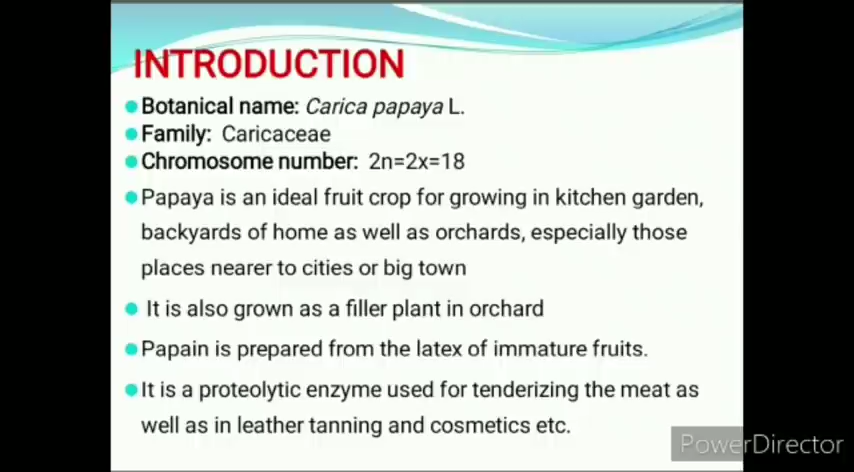 INTRODUCTION
Botanical name: Carica papaya L.
Family: Caricaceae
Chromosome number: 2n=2x=18
Papaya is an ideal fruit crop for growing in kitchen garden,
backyards of home as well as orchards, especially those
places nearer to cities or big town
It is also grown as a filler plant in orchard
Papain is prepared from the latex of immature fruits.
It is a proteolytic enzyme used for tenderizing the meat as
well as in leather tanning and cosmetics etc.
PowerDirector